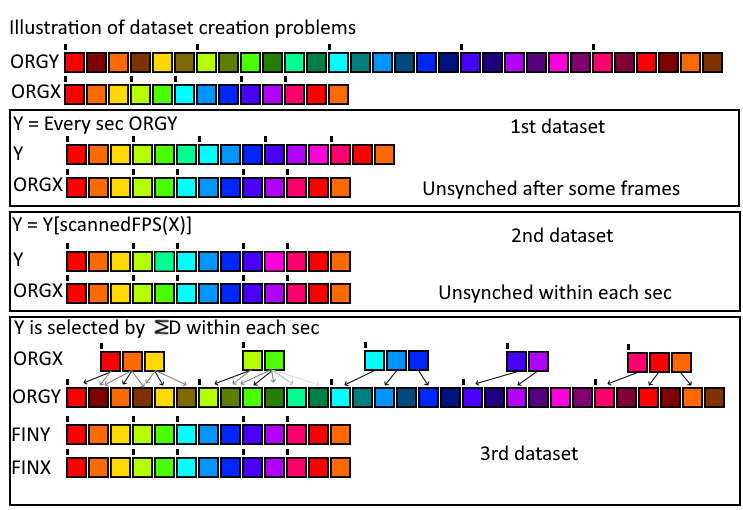 Illustration of dataset creation problems
ORGY
ORGX
Y = Every sec ORGY
1st dataset
Y
ORGX
Unsynched after some frames
Y = Y[scannedFPS(X)]
2nd dataset
Y
ORGX
Unsynched within each sec
Y is selected by ΣD within each sec
ORGX
ORGY
FINY
3rd dataset
FINX